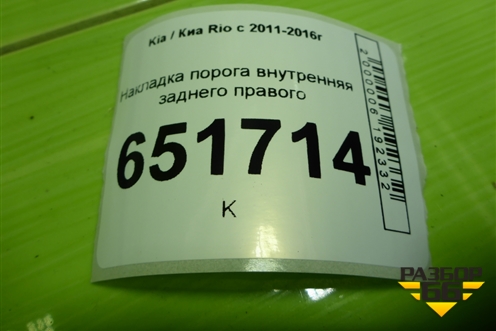 Kia / Киа Rio с 2011-2016г
Накладка порога внутренняя
заднего правого
651714
К
2000006192332
РАЗБОР
66